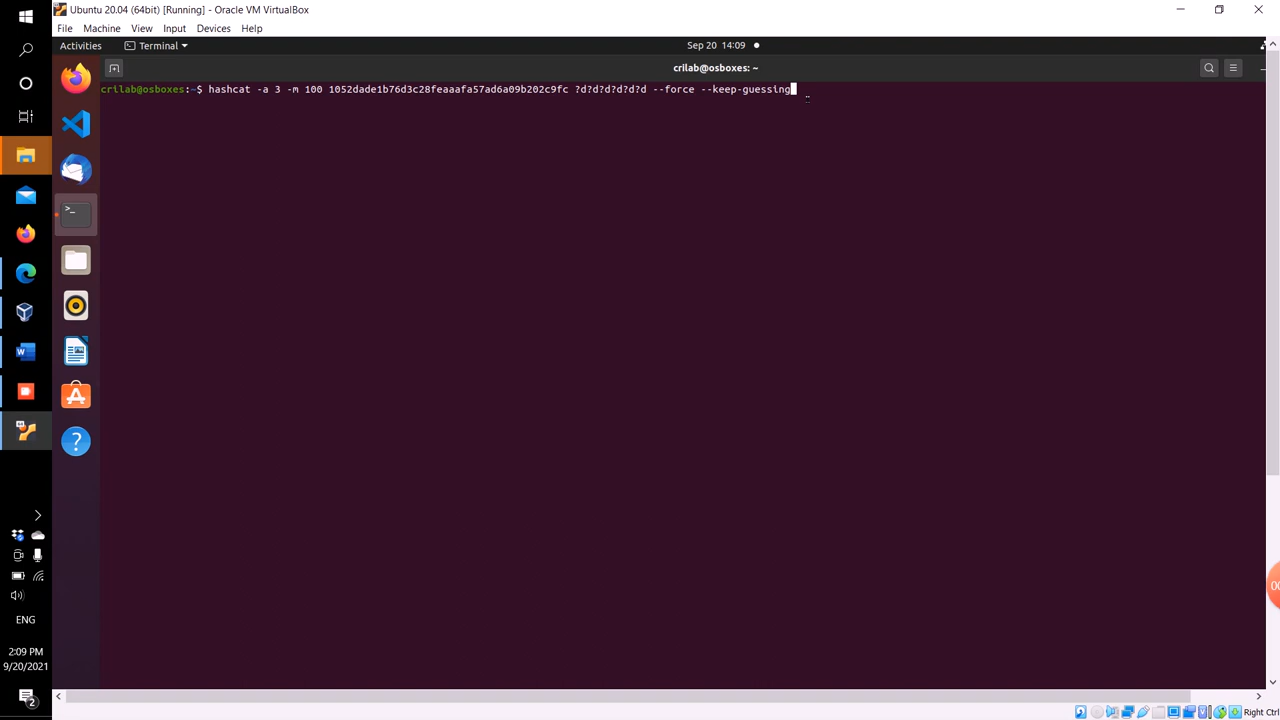 Ubuntu 20.04 (64bit) [Running] - Oracle VM VirtualBox
File Machine View Input Devices Help
Activities Terminal Sep 20 14:09
crilab@osboxes: ~
crilab@osboxes:~$ hashcat -a 3 -m 100 1052dade1b76d3c28feaaafa57ad6a09b202c9fc ?d?d?d?d?d?d --force --keep-guessing
ENG
2:09 PM
9/20/2021
2
00
Right Ctrl